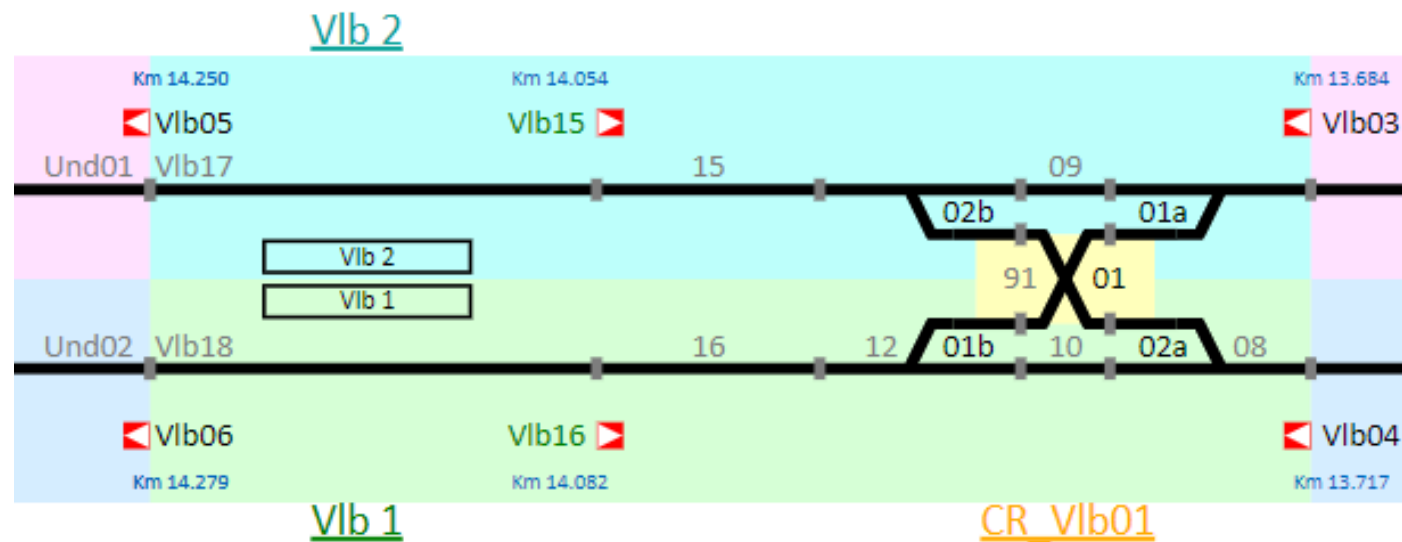 Vlb 2
Km 14.250 Km 14.054 Km 13.684
Vlb05 Vlb15 Vlb03
Und01 Vlb17 15 09
02b 01a
Vlb 2
91 01
Vlb 1
Und02 Vlb18 16 12 01b 10 02a 08
Vlb06 Vlb16 Vlb04
Km 14.279 Km 14.082 Km 13.717
Vlb 1 CR_Vlb01